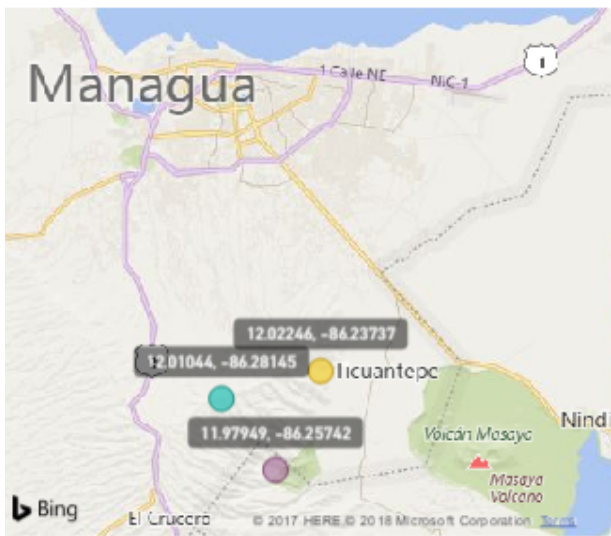 1 Calle NE
NIC-1
1
Managua
12.02246, -86.23737
12.01044, -86.28145
Ticuantepe
11.97949, -86.25742
Nindi
Volcán Masaya
Masaya
Volcano
Bing
El Crucero
© 2017 HERE © 2018 Microsoft Corporation Terms